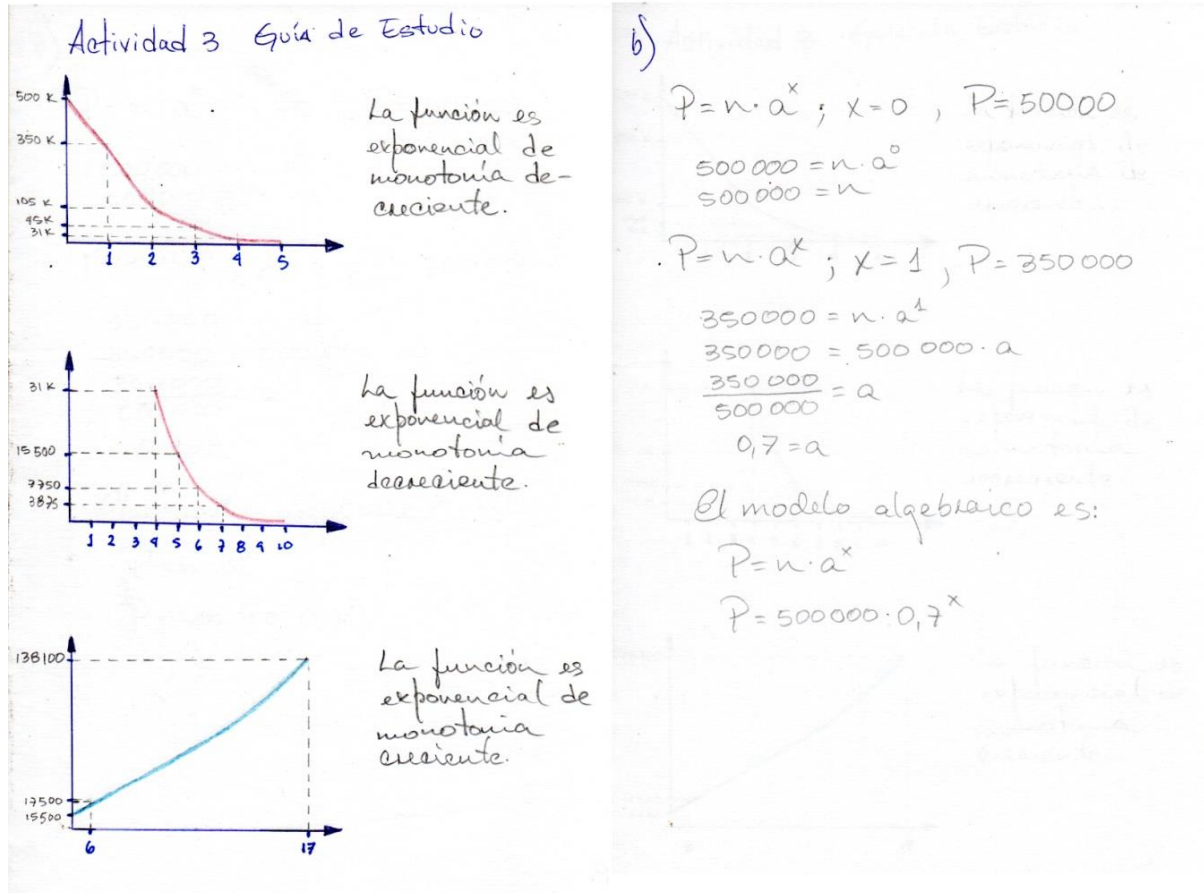 Actividad 3 Guía de Estudio
500 K
350 K
105 K
45K
31K
1 2 3 4 5
La función es
exponencial de
monotonía de-
creciente.
31K
15500
7750
3875
1 2 3 4 5 6 7 8 9 10
La función es
exponencial de
monotonía
decreciente.
138100
17500
15500
6 17
La función es
exponencial de
monotonía
creciente.
b)
P=n·a^x ; x=0 , P=50000
500 000 = n·a^0
500 000 = n
P=n·a^x ; x=1 , P=350 000
350000 = n·a^1
350 000 = 500 000·a
350 000
500 000
= a
0,7=a
El modelo algebraico es:
P=n·a^x
P=500000·0,7^x